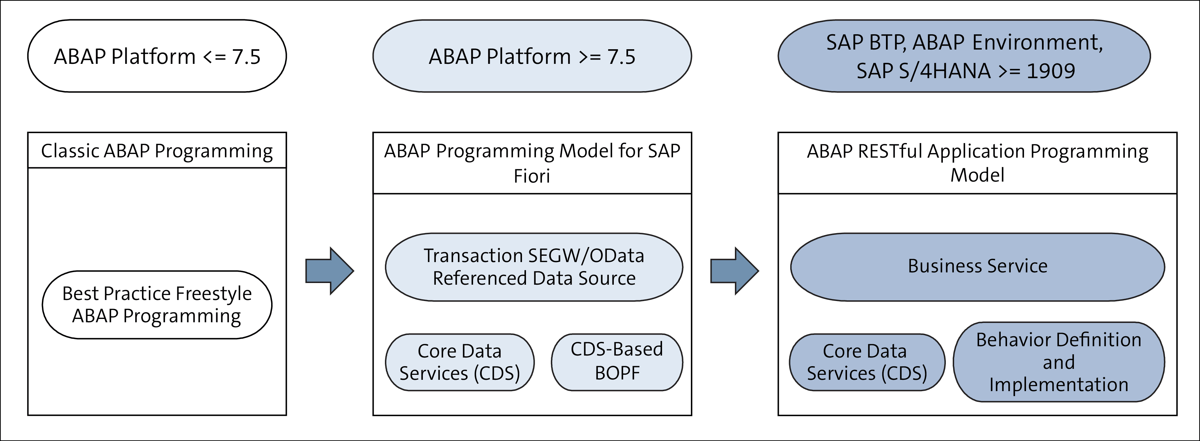 ABAP Platform <= 7.5
ABAP Platform >= 7.5
SAP BTP, ABAP Environment,
SAP S/4HANA >= 1909
Classic ABAP Programming
Best Practice Freestyle
ABAP Programming
ABAP Programming Model for SAP
Fiori
Transaction SEGW/OData
Referenced Data Source
Core Data
Services (CDS)
CDS-Based
BOPF
ABAP RESTful Application Programming
Model
Business Service
Core Data
Services (CDS)
Behavior Definition
and
Implementation